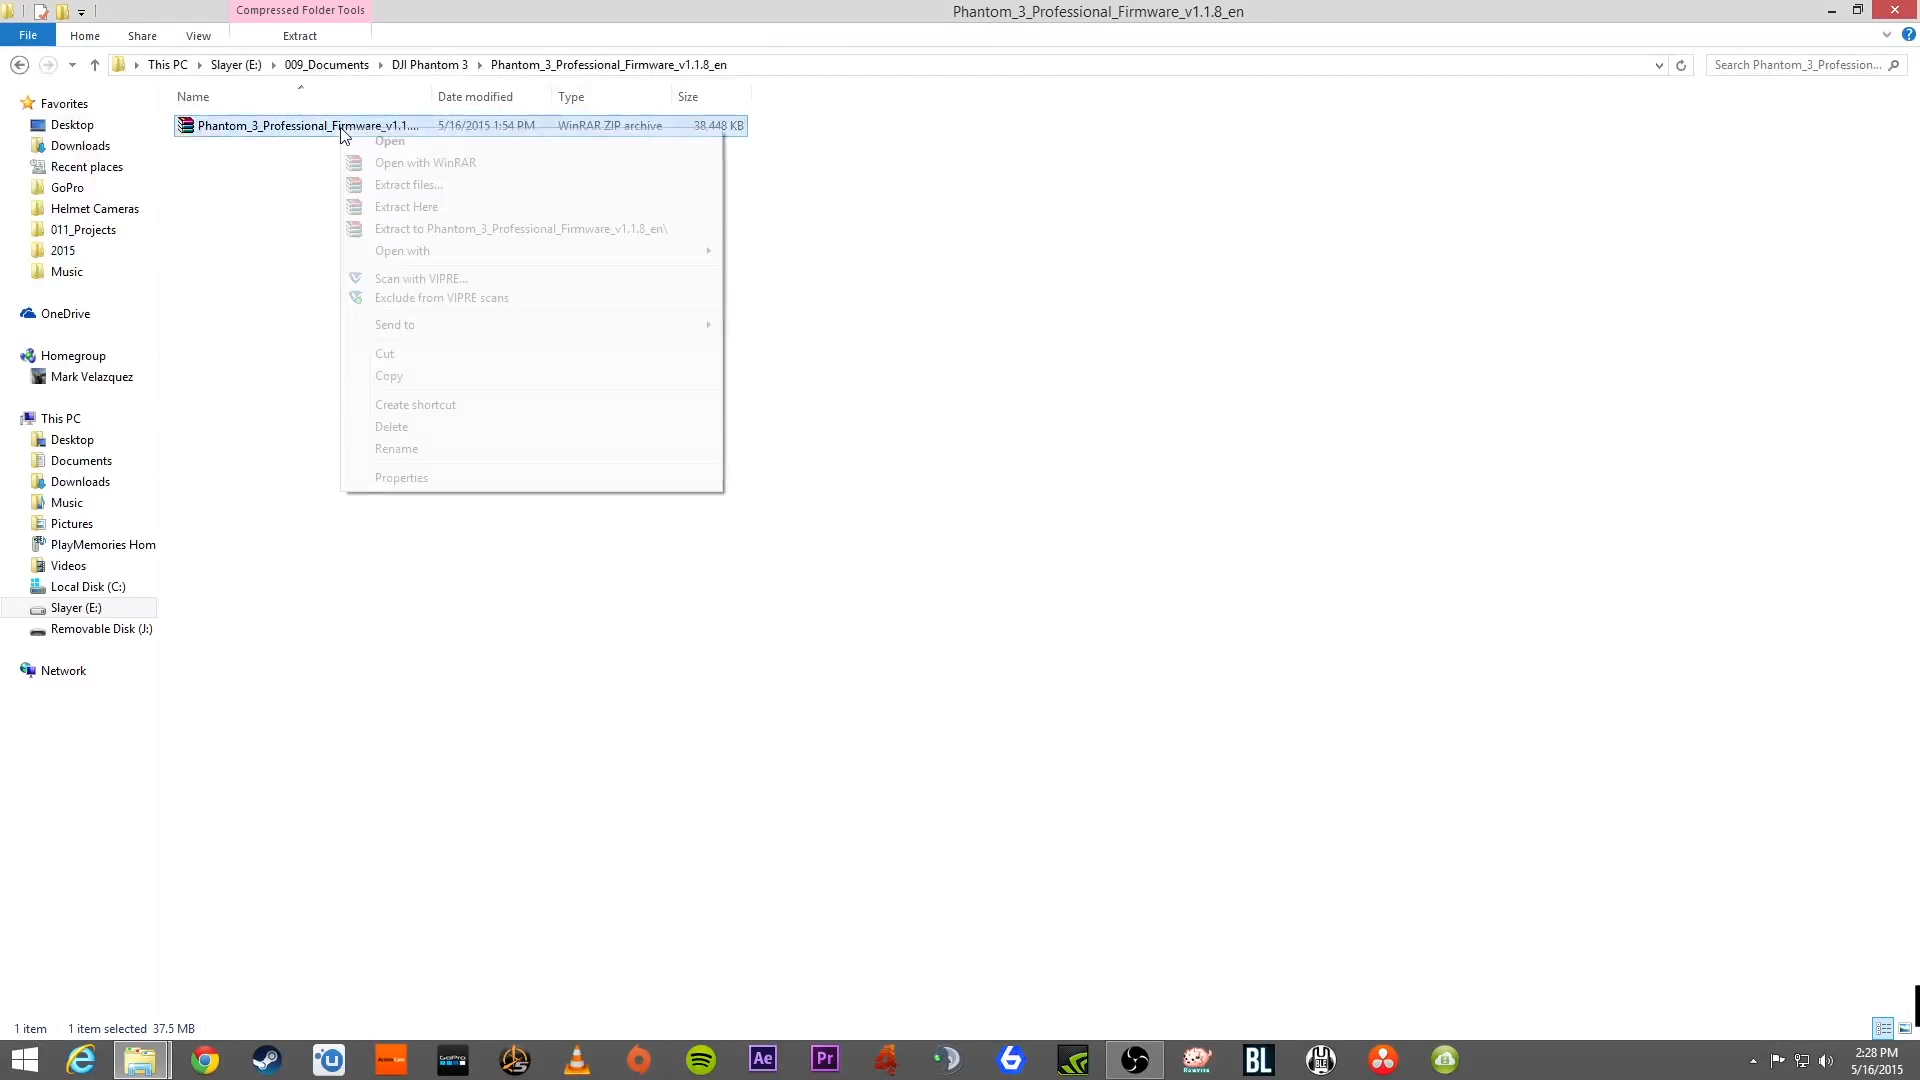 Compressed Folder Tools
Phantom_3_Professional_Firmware_v1.1.8_en
File
Home
Share
View
Extract
This PC
Slayer (E:)
009_Documents
DJI Phantom 3
Phantom_3_Professional_Firmware_v1.1.8_en
Search Phantom_3_Profession...
Name
Date modified
Type
Size
Phantom_3_Professional_Firmware_v1.1....
5/16/2015 1:54 PM
WinRAR ZIP archive
38,448 KB
Open
Open with WinRAR
Extract files...
Extract Here
Extract to Phantom_3_Professional_Firmware_v1.1.8_en\
Open with
Scan with VIPRE...
Exclude from VIPRE scans
Send to
Cut
Copy
Create shortcut
Delete
Rename
Properties
Favorites
Desktop
Downloads
Recent places
GoPro
Helmet Cameras
011_Projects
2015
Music
OneDrive
Homegroup
Mark Velazquez
This PC
Desktop
Documents
Downloads
Music
Pictures
PlayMemories Hom
Videos
Local Disk (C:)
Slayer (E:)
Removable Disk (J:)
Network
1 item
1 item selected 37.5 MB
GoPro
Ae
Pr
BL
2:28 PM
5/16/2015